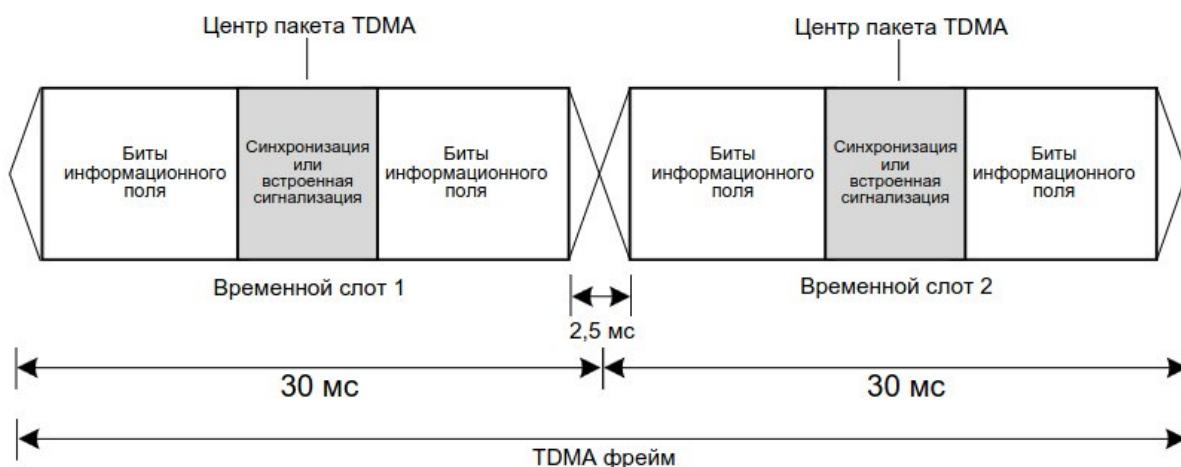 Центр пакета TDMA
Центр пакета TDMA
Биты
информационного
поля
Синхронизация
или
встроенная
сигнализация
Биты
информационного
поля
Биты
информационного
поля
Синхронизация
или
встроенная
сигнализация
Биты
информационного
поля
Временной слот 1
Временной слот 2
2,5 мс
30 мс
30 мс
TDMA фрейм